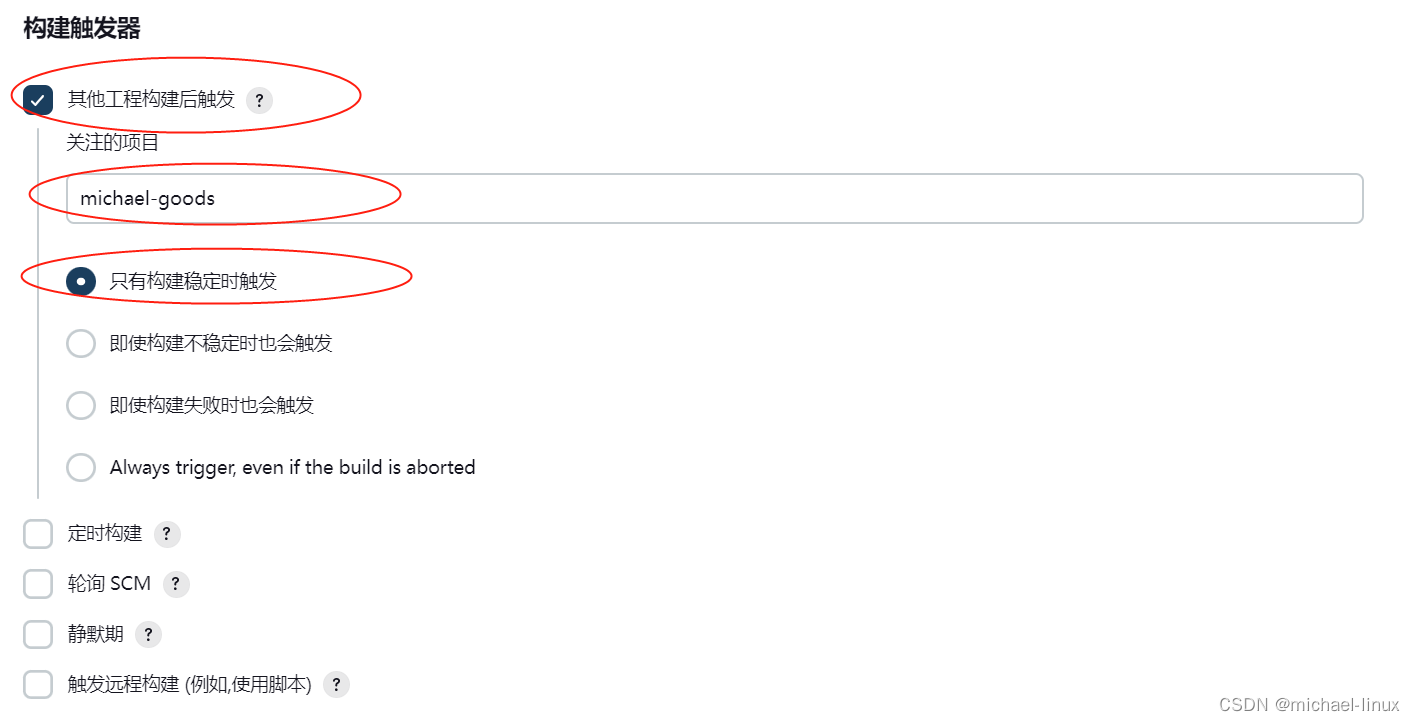 构建触发器
其他工程构建后触发 ?
关注的项目
michael-goods
只有构建稳定时触发
即使构建不稳定时也会触发
即使构建失败时也会触发
Always trigger, even if the build is aborted
定时构建 ?
轮询 SCM ?
静默期 ?
触发远程构建 (例如,使用脚本) ?
CSDN @michael-linux